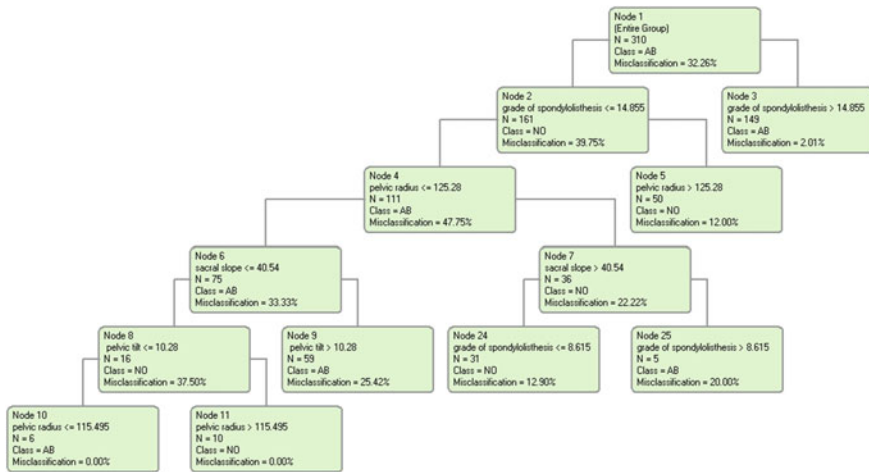 Node 1
(Entire Group)
N = 310
Class = AB
Misclassification = 32.26%
Node 2
grade of spondylolisthesis <= 14.855
N = 161
Class = NO
Misclassification = 39.75%
Node 3
grade of spondylolisthesis > 14.855
N = 149
Class = AB
Misclassification = 2.01%
Node 4
pelvic radius <= 125.28
N = 111
Class = AB
Misclassification = 47.75%
Node 5
pelvic radius > 125.28
N = 50
Class = NO
Misclassification = 12.00%
Node 6
sacral slope <= 40.54
N = 75
Class = AB
Misclassification = 33.33%
Node 7
sacral slope > 40.54
N = 36
Class = NO
Misclassification = 22.22%
Node 8
pelvic tilt <= 10.28
N = 16
Class = NO
Misclassification = 37.50%
Node 9
pelvic tilt > 10.28
N = 59
Class = AB
Misclassification = 25.42%
Node 24
grade of spondylolisthesis <= 8.615
N = 31
Class = NO
Misclassification = 12.90%
Node 25
grade of spondylolisthesis > 8.615
N = 5
Class = AB
Misclassification = 20.00%
Node 10
pelvic radius <= 115.495
N = 6
Class = AB
Misclassification = 0.00%
Node 11
pelvic radius > 115.495
N = 10
Class = NO
Misclassification = 0.00%